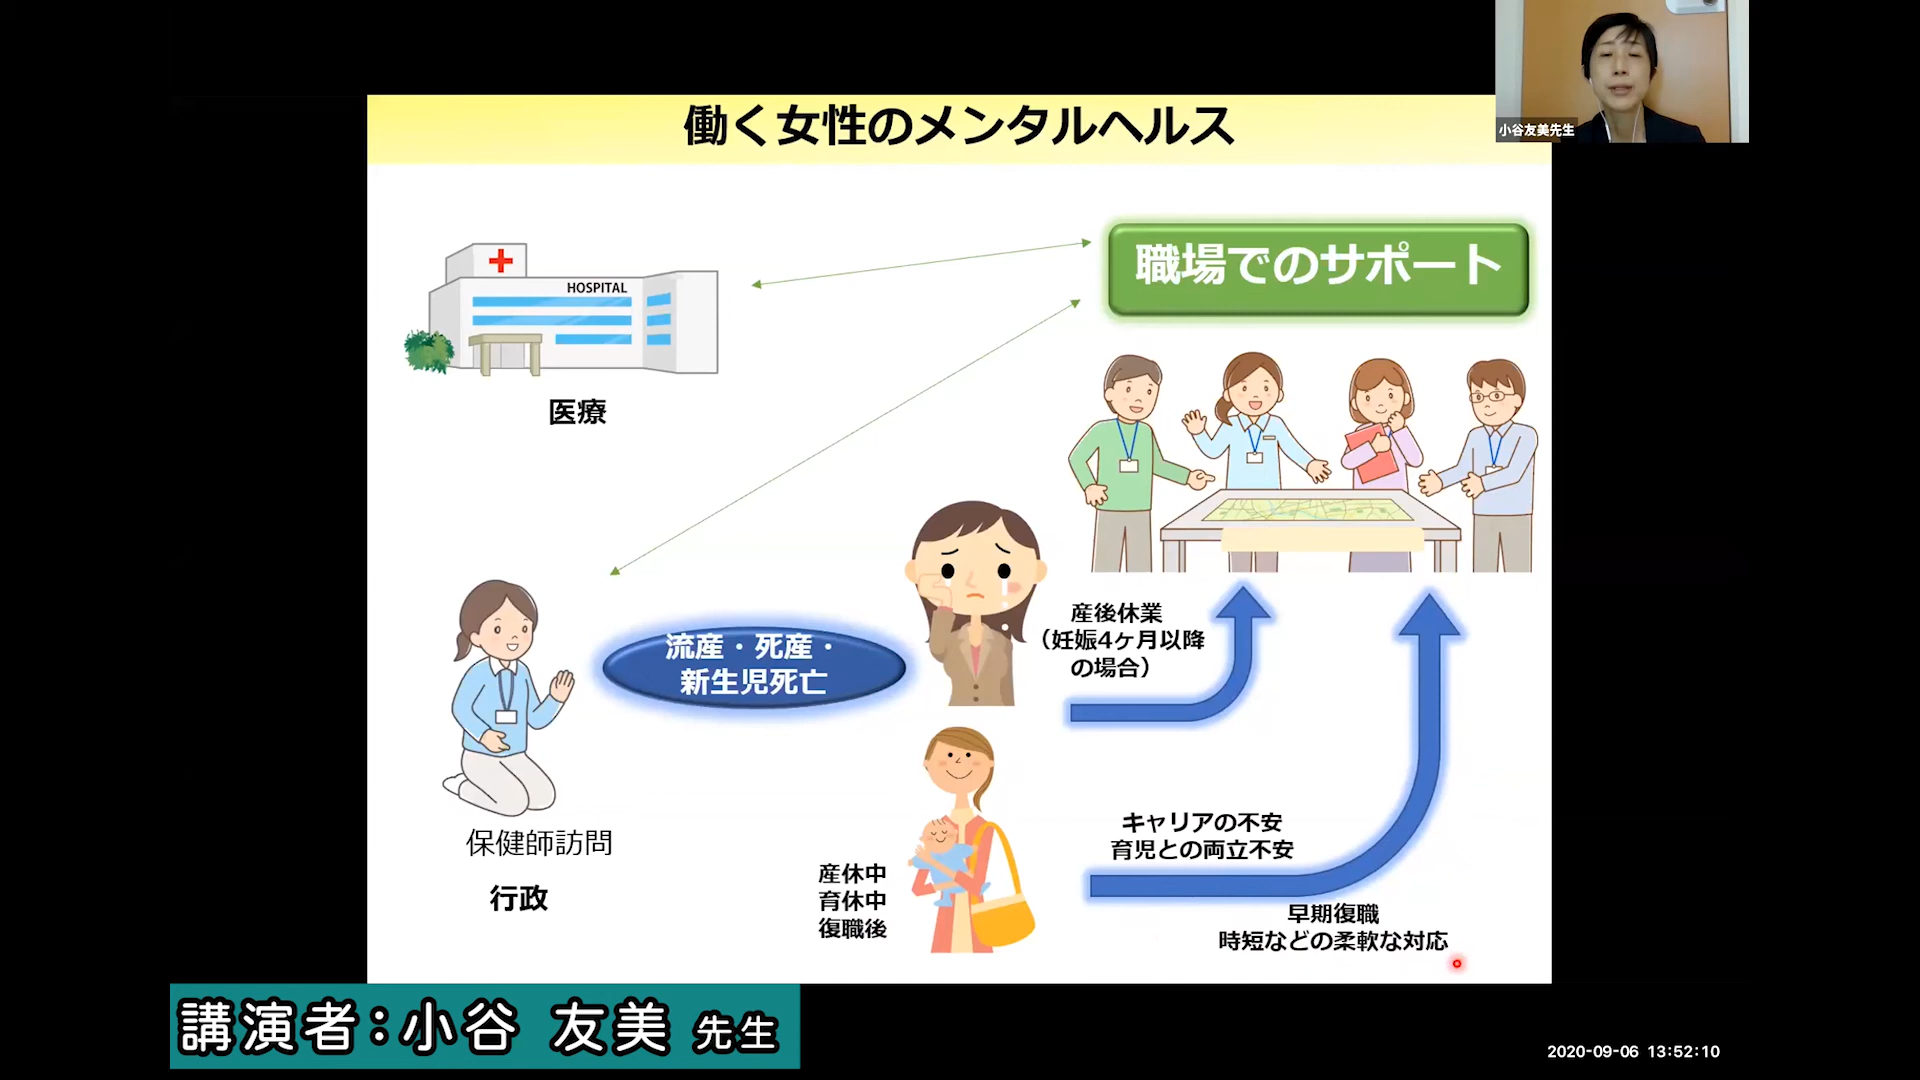 働く女性のメンタルヘルス
小谷友美先生
職場でのサポート
HOSPITAL
医療
流産・死産・
新生児死亡
産後休業
（妊娠4ヶ月以降
の場合）
保健師訪問
行政
産休中
育休中
復職後
キャリアの不安
育児との両立不安
早期復職
時短などの柔軟な対応
講演者：小谷 友美 先生
2020-09-06 13:52:10